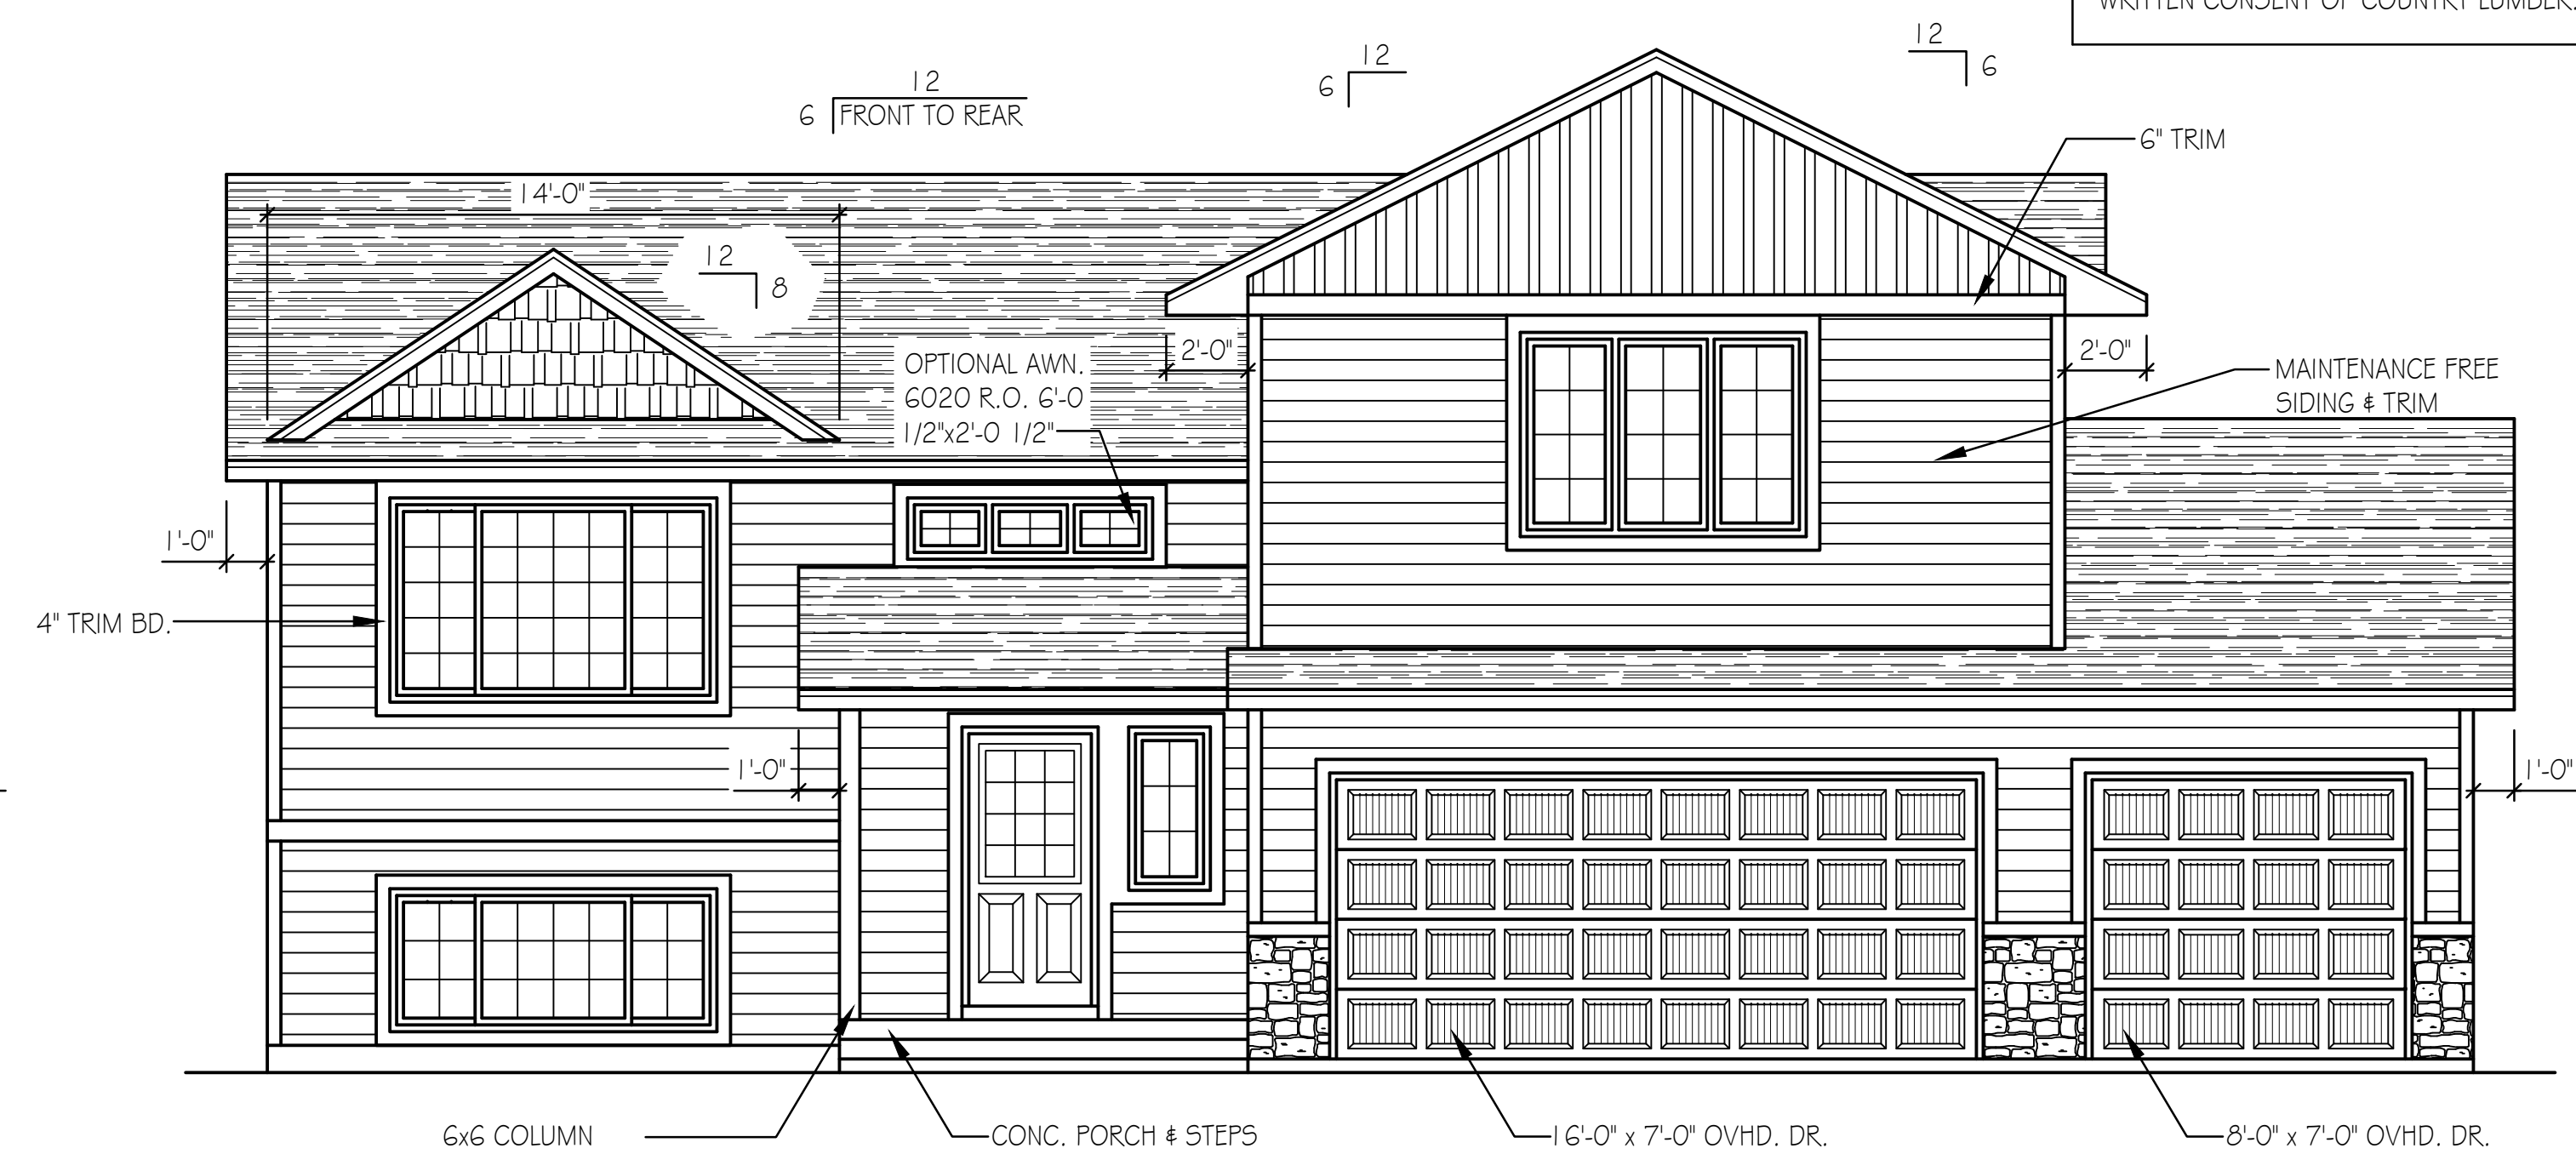 WRITTEN CONSENT OF COUNTRY LUMBER.
12
6
12
6
12
6 FRONT TO REAR
6" TRIM
14'-0"
12
8
2'-0"
2'-0"
OPTIONAL AWN.
6020 R.O. 6'-0
1/2"x2'-0 1/2"
MAINTENANCE FREE
SIDING & TRIM
1'-0"
4" TRIM BD.
1'-0"
1'-0"
6x6 COLUMN
CONC. PORCH & STEPS
16'-0" x 7'-0" OVHD. DR.
8'-0" x 7'-0" OVHD. DR.